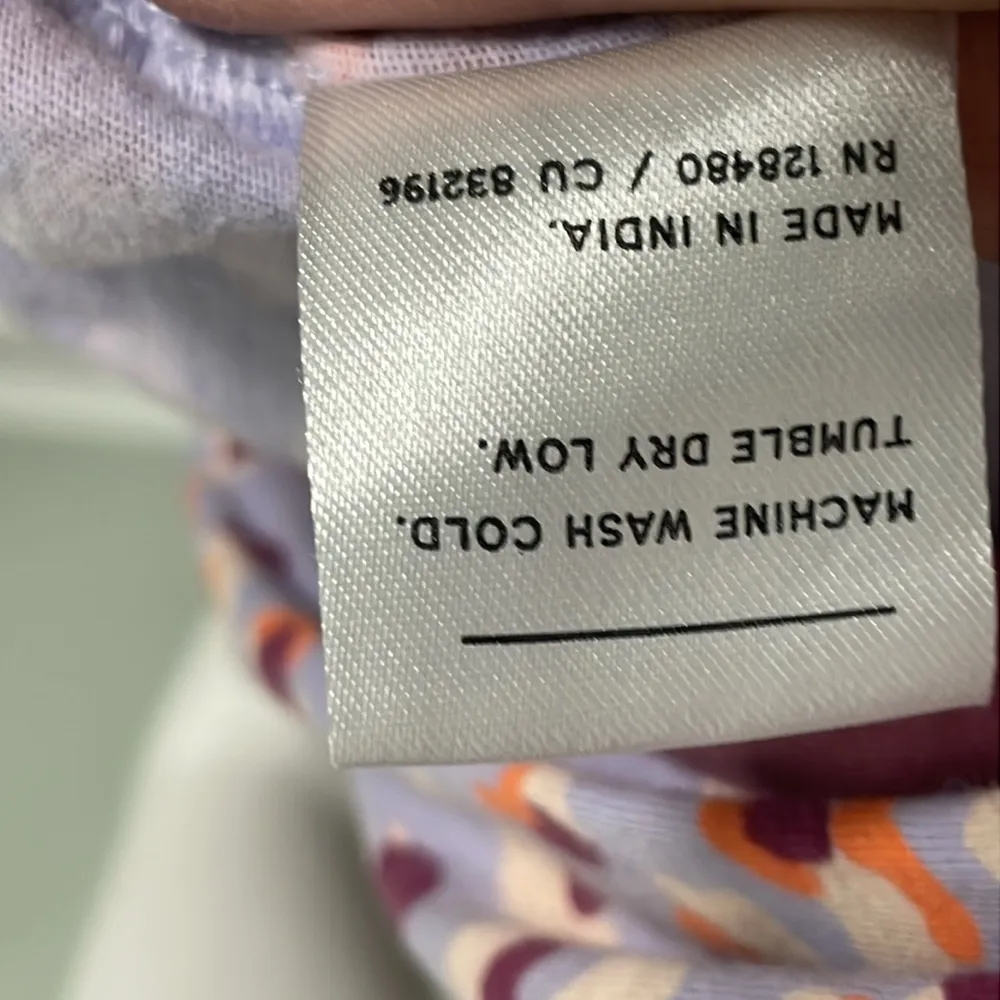 MACHINE WASH COLD.
TUMBLE DRY LOW.
MADE IN INDIA.
RN 128480 / CU 832196